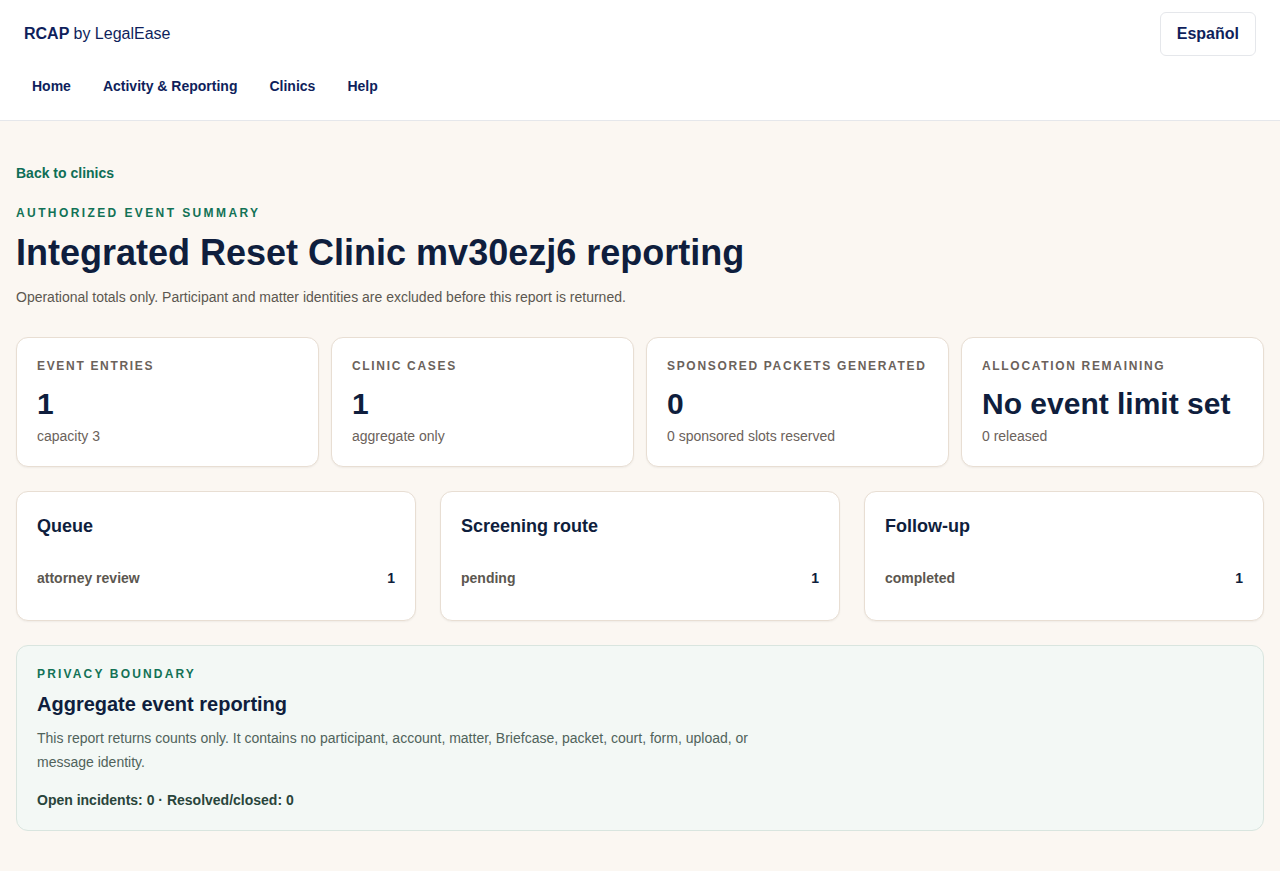 RCAP by LegalEase
Español
Home
Activity & Reporting
Clinics
Help
Back to clinics
AUTHORIZED EVENT SUMMARY
Integrated Reset Clinic mv30ezj6 reporting
Operational totals only. Participant and matter identities are excluded before this report is returned.
EVENT ENTRIES
1
capacity 3
CLINIC CASES
1
aggregate only
SPONSORED PACKETS GENERATED
0
0 sponsored slots reserved
ALLOCATION REMAINING
No event limit set
0 released
Queue
attorney review 1
Screening route
pending 1
Follow-up
completed 1
PRIVACY BOUNDARY
Aggregate event reporting
This report returns counts only. It contains no participant, account, matter, Briefcase, packet, court, form, upload, or
message identity.
Open incidents: 0 · Resolved/closed: 0